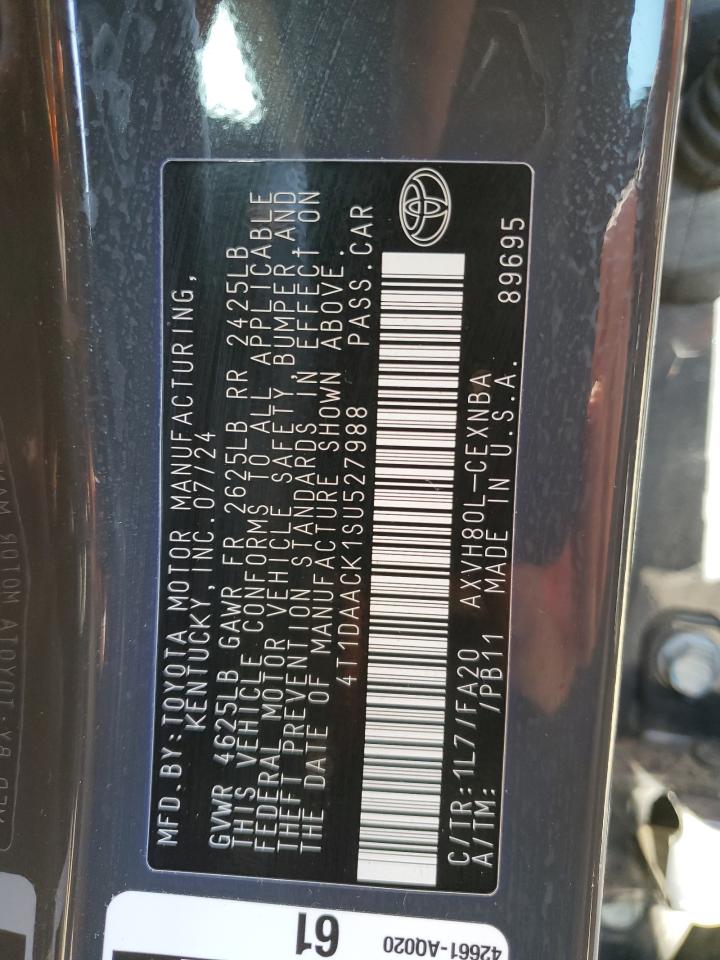 MFD.BY:TOYOTA MOTOR MANUFACTURING,
KENTUCKY, INC.07/24
GVWR 4625LB GAWR FR 2625LB RR 2425LB
THIS VEHICLE CONFORMS TO ALL APPLICABLE
FEDERAL MOTOR VEHICLE SAFETY, BUMPER AND
THEFT PREVENTION STANDARDS IN EFFECT ON
THE DATE OF MANUFACTURE SHOWN ABOVE.
4T1DAACK1SU527988 PASS.CAR
C/TR:1L7/FA20 AXVH80L-CEXNBA 89695
A/TM: /PB11 MADE IN U.S.A.
61
42661-AQ020